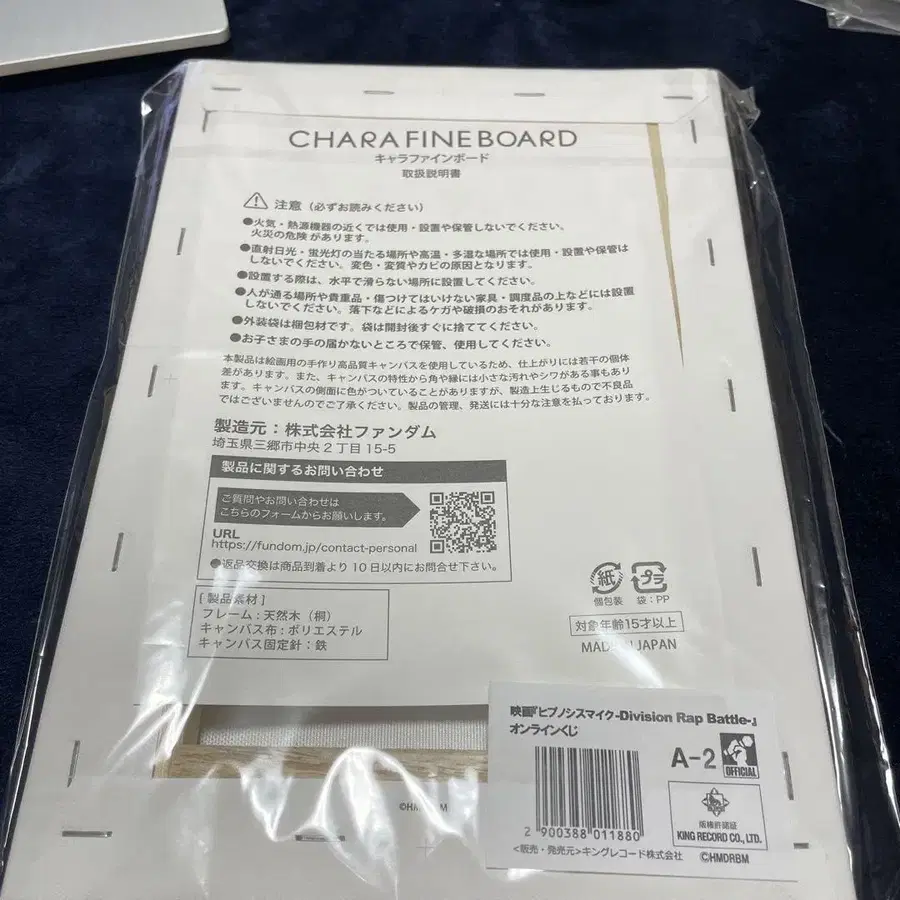 CHARA FINE BOARD
キャラファインボード
取扱説明書
注意（必ずお読みください）
●火気・熱源機器の近くでは使用・設置や保管しないでください。
火災の危険があります。
●直射日光・蛍光灯の当たる場所や高温・多湿な場所では使用・設置や保管は
しないでください。変色・変質やカビの原因となります。
●設置する際は、水平で滑らない場所に設置してください。
●人が通る場所や貴重品・傷つけてはいけない家具・調度品の上などには設置
しないでください。落下などによるケガや破損のおそれがあります。
●外装袋は梱包材です。袋は開封後すぐに捨ててください。
●お子さまの手の届かないところで保管、使用してください。
本製品は絵画用の手作り高品質キャンバスを使用しているため、仕上がりには若干の個体
差があります。また、キャンバスの特性から角や縁には小さな汚れやシワがある事もあり
ます。キャンバスの側面に色がついていることがありますが、製造上生じるもので不良品
ではございませんのでご了承ください。製品の管理、発送には十分な注意を払っております。
製造元：株式会社ファンダム
埼玉県三郷市中央2丁目15-5
製品に関するお問い合わせ
ご質問やお問い合わせは
こちらのフォームからお願いします。
URL
https://fundom.jp/contact-personal
●返品交換は商品到着より10日以内にお問合せ下さい。
[製品素材]
フレーム：天然木（桐）
キャンバス布：ポリエステル
キャンバス固定針：鉄
紙 プラ
個包装 袋：PP
対象年齢15才以上
MADE IN JAPAN
映画『ヒプノシスマイク-Division Rap Battle-』
オンラインくじ
A-2
OFFICIAL
2 900388 011880
版権許諾証
KING RECORD CO., LTD.
<販売・発売元>キングレコード株式会社 ©HMDRBM
©HMDRBM